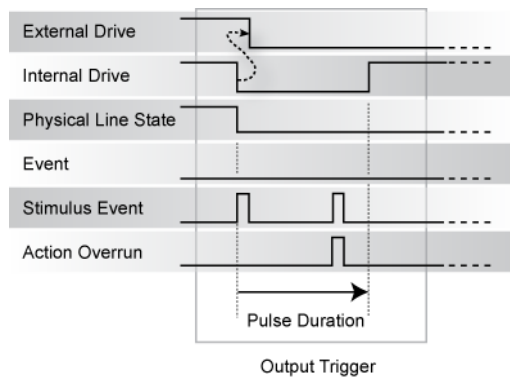 External Drive
Internal Drive
Physical Line State
Event
Stimulus Event
Action Overrun
Pulse Duration
Output Trigger